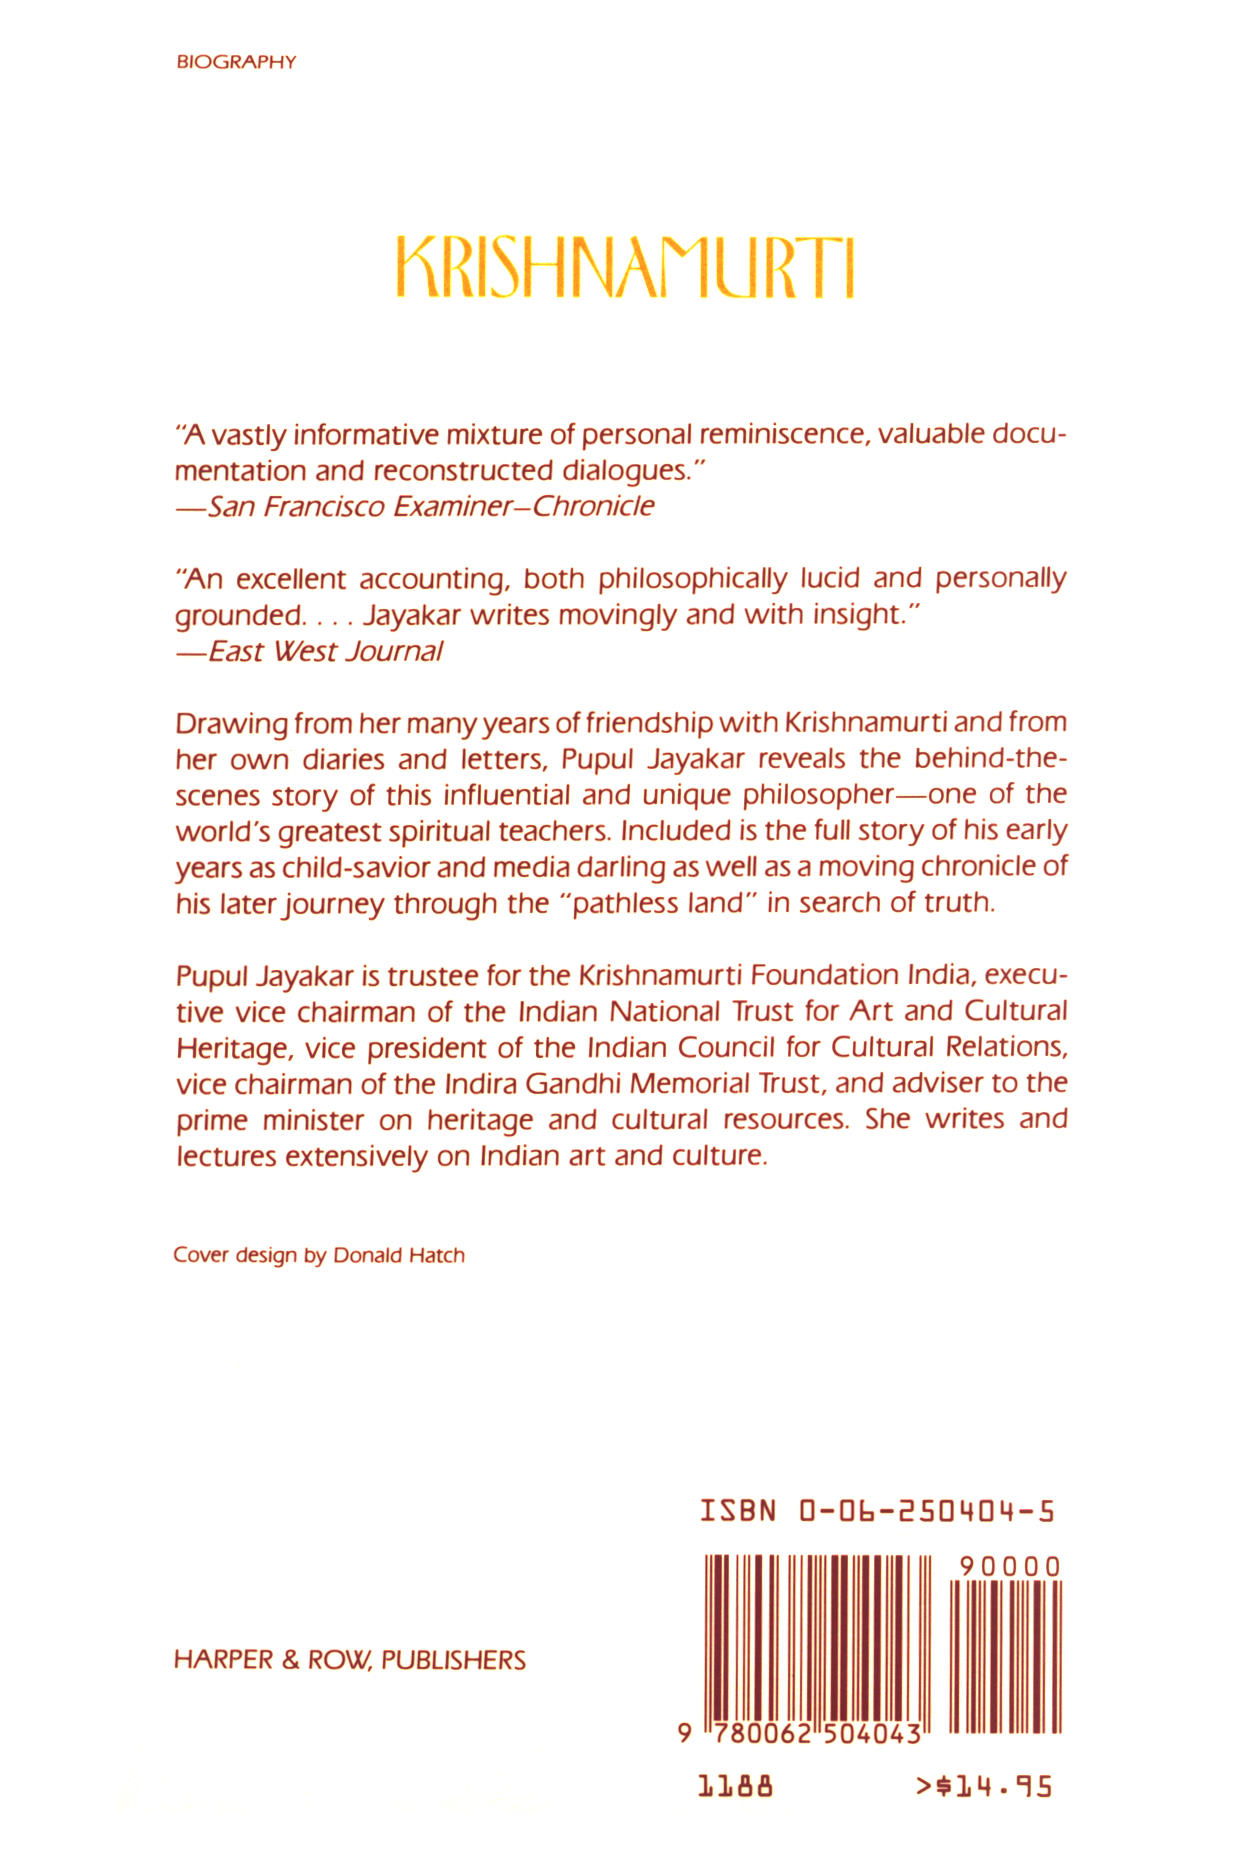 BIOGRAPHY
KRISHNAMURTI
“A vastly informative mixture of personal reminiscence, valuable docu-
mentation and reconstructed dialogues.”
—San Francisco Examiner–Chronicle
“An excellent accounting, both philosophically lucid and personally
grounded. . . . Jayakar writes movingly and with insight.”
—East West Journal
Drawing from her many years of friendship with Krishnamurti and from
her own diaries and letters, Pupul Jayakar reveals the behind-the-
scenes story of this influential and unique philosopher—one of the
world’s greatest spiritual teachers. Included is the full story of his early
years as child-savior and media darling as well as a moving chronicle of
his later journey through the “pathless land” in search of truth.
Pupul Jayakar is trustee for the Krishnamurti Foundation India, execu-
tive vice chairman of the Indian National Trust for Art and Cultural
Heritage, vice president of the Indian Council for Cultural Relations,
vice chairman of the Indira Gandhi Memorial Trust, and adviser to the
prime minister on heritage and cultural resources. She writes and
lectures extensively on Indian art and culture.
Cover design by Donald Hatch
ISBN 0-06-250404-5
90000
HARPER & ROW, PUBLISHERS
9 780062 504043
1188 >$14.95